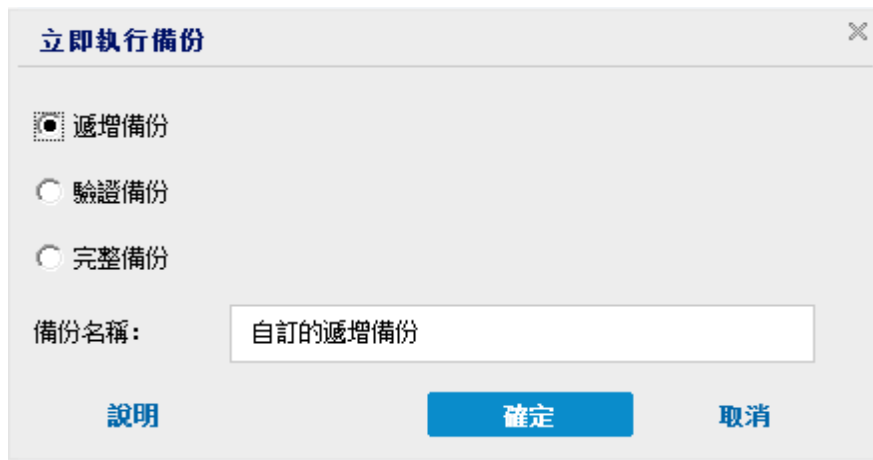 立即執行備份
遞增備份
驗證備份
完整備份
備份名稱: 自訂的遞增備份
說明 確定 取消